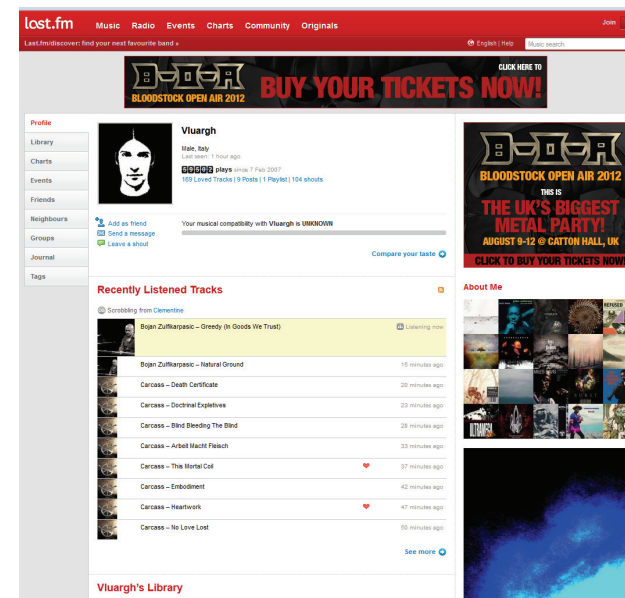 last.fm
Music Radio Events Charts Community Originals
Join
Last.fm/discover: find your next favourite band »
English | Help
Music search
B-O-A
BLOODSTOCK OPEN AIR 2012
CLICK HERE TO
BUY YOUR TICKETS NOW!
Profile
Library
Charts
Events
Friends
Neighbours
Groups
Journal
Tags
Vluargh
Male, Italy
Last seen: 1 hour ago
plays since 7 Feb 2007
169 Loved Tracks | 9 Posts | 1 Playlist | 104 shouts
Add as friend
Send a message
Leave a shout
Your musical compatibility with Vluargh is UNKNOWN
Compare your taste
Recently Listened Tracks
Scrobbling from Clementine
Bojan Zulfikarpasic – Greedy (In Goods We Trust) Listening now
Bojan Zulfikarpasic – Natural Ground 15 minutes ago
Carcass – Death Certificate 20 minutes ago
Carcass – Doctrinal Expletives 23 minutes ago
Carcass – Blind Bleeding The Blind 28 minutes ago
Carcass – Arbeit Macht Fleisch 33 minutes ago
Carcass – This Mortal Coil 37 minutes ago
Carcass – Embodiment 42 minutes ago
Carcass – Heartwork 47 minutes ago
Carcass – No Love Lost 50 minutes ago
See more
Vluargh's Library
B-O-A
BLOODSTOCK OPEN AIR 2012
THIS IS
THE UK'S BIGGEST
METAL PARTY!
AUGUST 9-12 @ CATTON HALL, UK
CLICK TO BUY YOUR TICKETS NOW!
About Me
REFUSED
MILES DAVIS